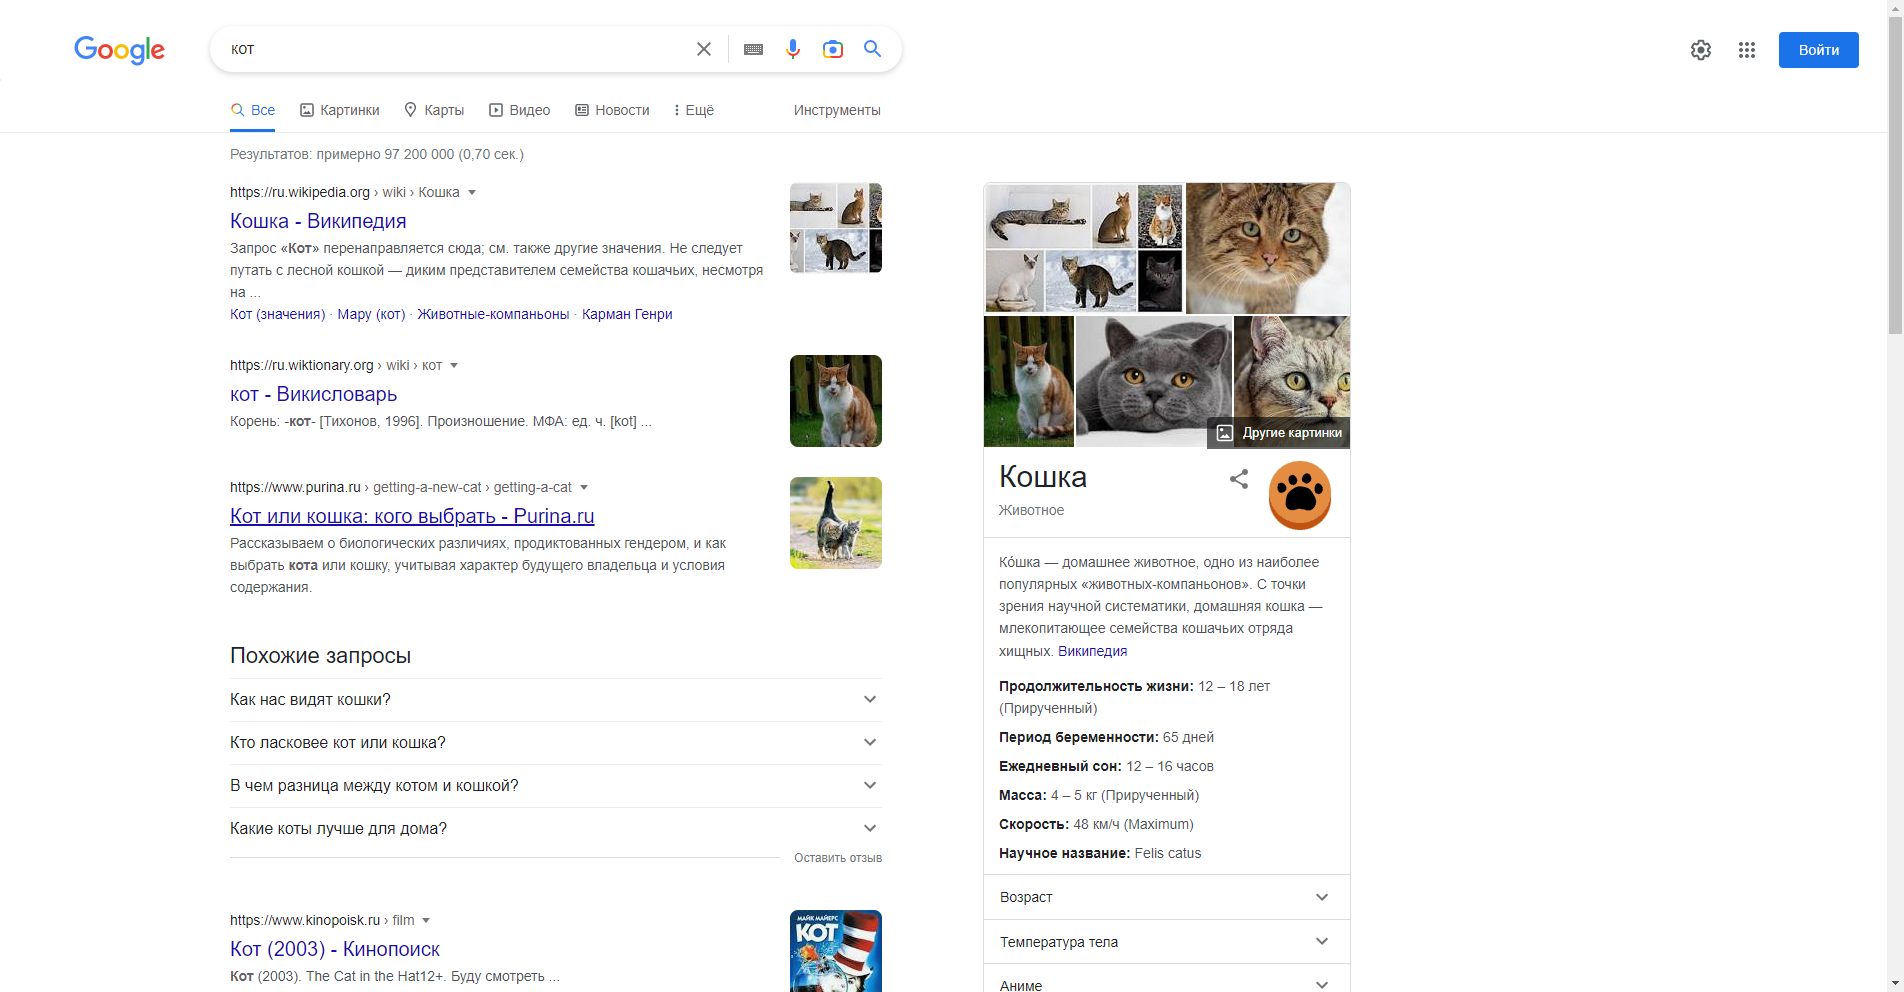 Google
кот
Войти
Все
Картинки
Карты
Видео
Новости
Ещё
Инструменты
Результатов: примерно 97 200 000 (0,70 сек.)
https://ru.wikipedia.org › wiki › Кошка
Кошка - Википедия
Запрос «Кот» перенаправляется сюда; см. также другие значения. Не следует
путать с лесной кошкой — диким представителем семейства кошачьих, несмотря
на ...
Кот (значения) · Мару (кот) · Животные-компаньоны · Карман Генри
https://ru.wiktionary.org › wiki › кот
кот - Викисловарь
Корень: -кот- [Тихонов, 1996]. Произношение. МФА: ед. ч. [kot] ...
https://www.purina.ru › getting-a-new-cat › getting-a-cat
Кот или кошка: кого выбрать - Purina.ru
Рассказываем о биологических различиях, продиктованных гендером, и как
выбрать кота или кошку, учитывая характер будущего владельца и условия
содержания.
Похожие запросы
Как нас видят кошки?
Кто ласковее кот или кошка?
В чем разница между котом и кошкой?
Какие коты лучше для дома?
Оставить отзыв
https://www.kinopoisk.ru › film
Кот (2003) - Кинопоиск
Кот (2003). The Cat in the Hat12+. Буду смотреть ...
МАЙК МАЙЕРС
КОТ
Другие картинки
Кошка
Животное
Ко́шка — домашнее животное, одно из наиболее
популярных «животных-компаньонов». С точки
зрения научной систематики, домашняя кошка —
млекопитающее семейства кошачьих отряда
хищных. Википедия
Продолжительность жизни: 12 – 18 лет
(Прирученный)
Период беременности: 65 дней
Ежедневный сон: 12 – 16 часов
Масса: 4 – 5 кг (Прирученный)
Скорость: 48 км/ч (Maximum)
Научное название: Felis catus
Возраст
Температура тела
Аниме